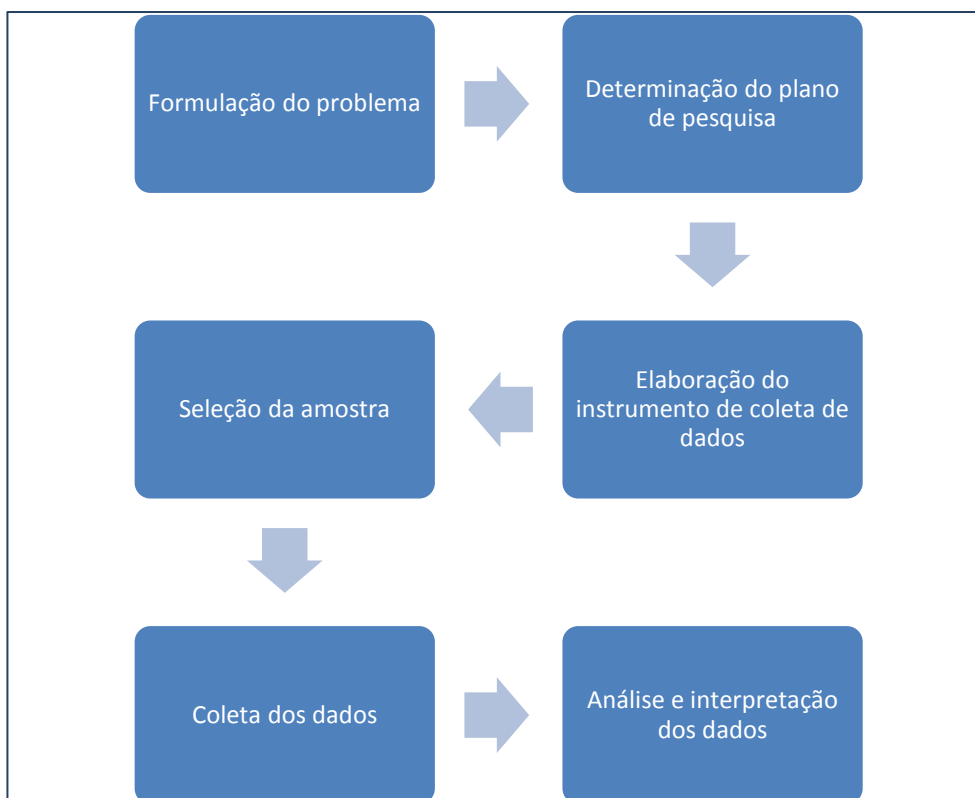 Formulação do problema
Determinação do plano
de pesquisa
Elaboração do
instrumento de coleta de
dados
Seleção da amostra
Coleta dos dados
Análise e interpretação
dos dados